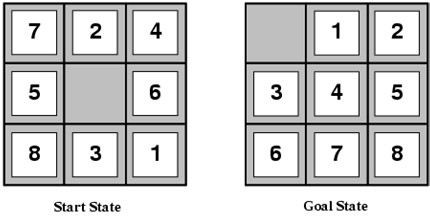 7 2 4
5 6
8 3 1
Start State
1 2
3 4 5
6 7 8
Goal State